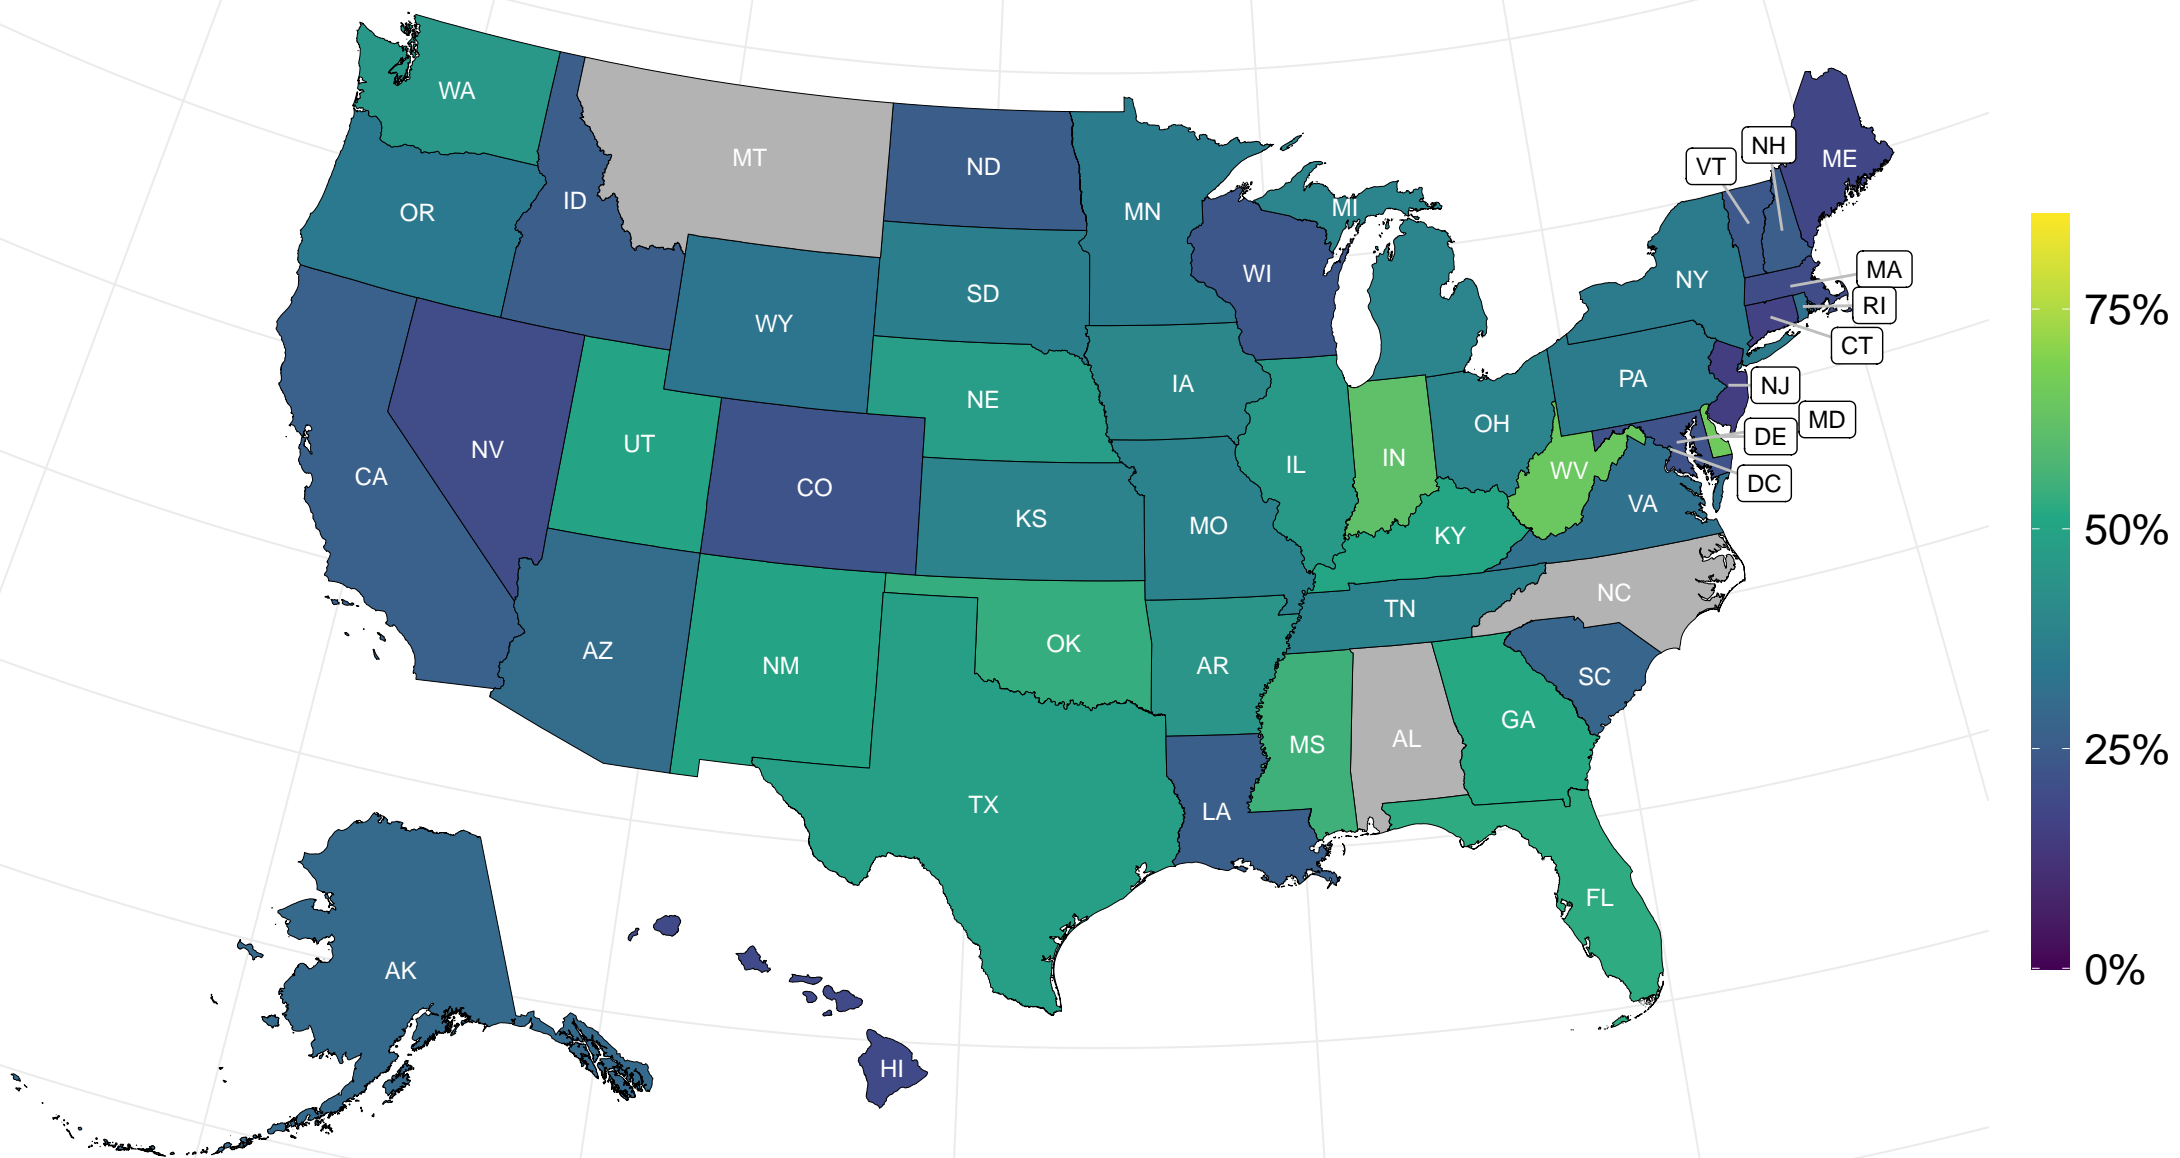 WA
MT
ND
MN
VT
NH
ME
OR
ID
MI
WI
SD
NY
MA
RI
WY
CT
IA
NE
PA
NJ
OH
MD
DE
NV
UT
CO
CA
IL
IN
WV
DC
KS
MO
VA
KY
AZ
NM
OK
AR
TN
NC
SC
MS
AL
GA
TX
LA
FL
AK
HI
75%
50%
25%
0%